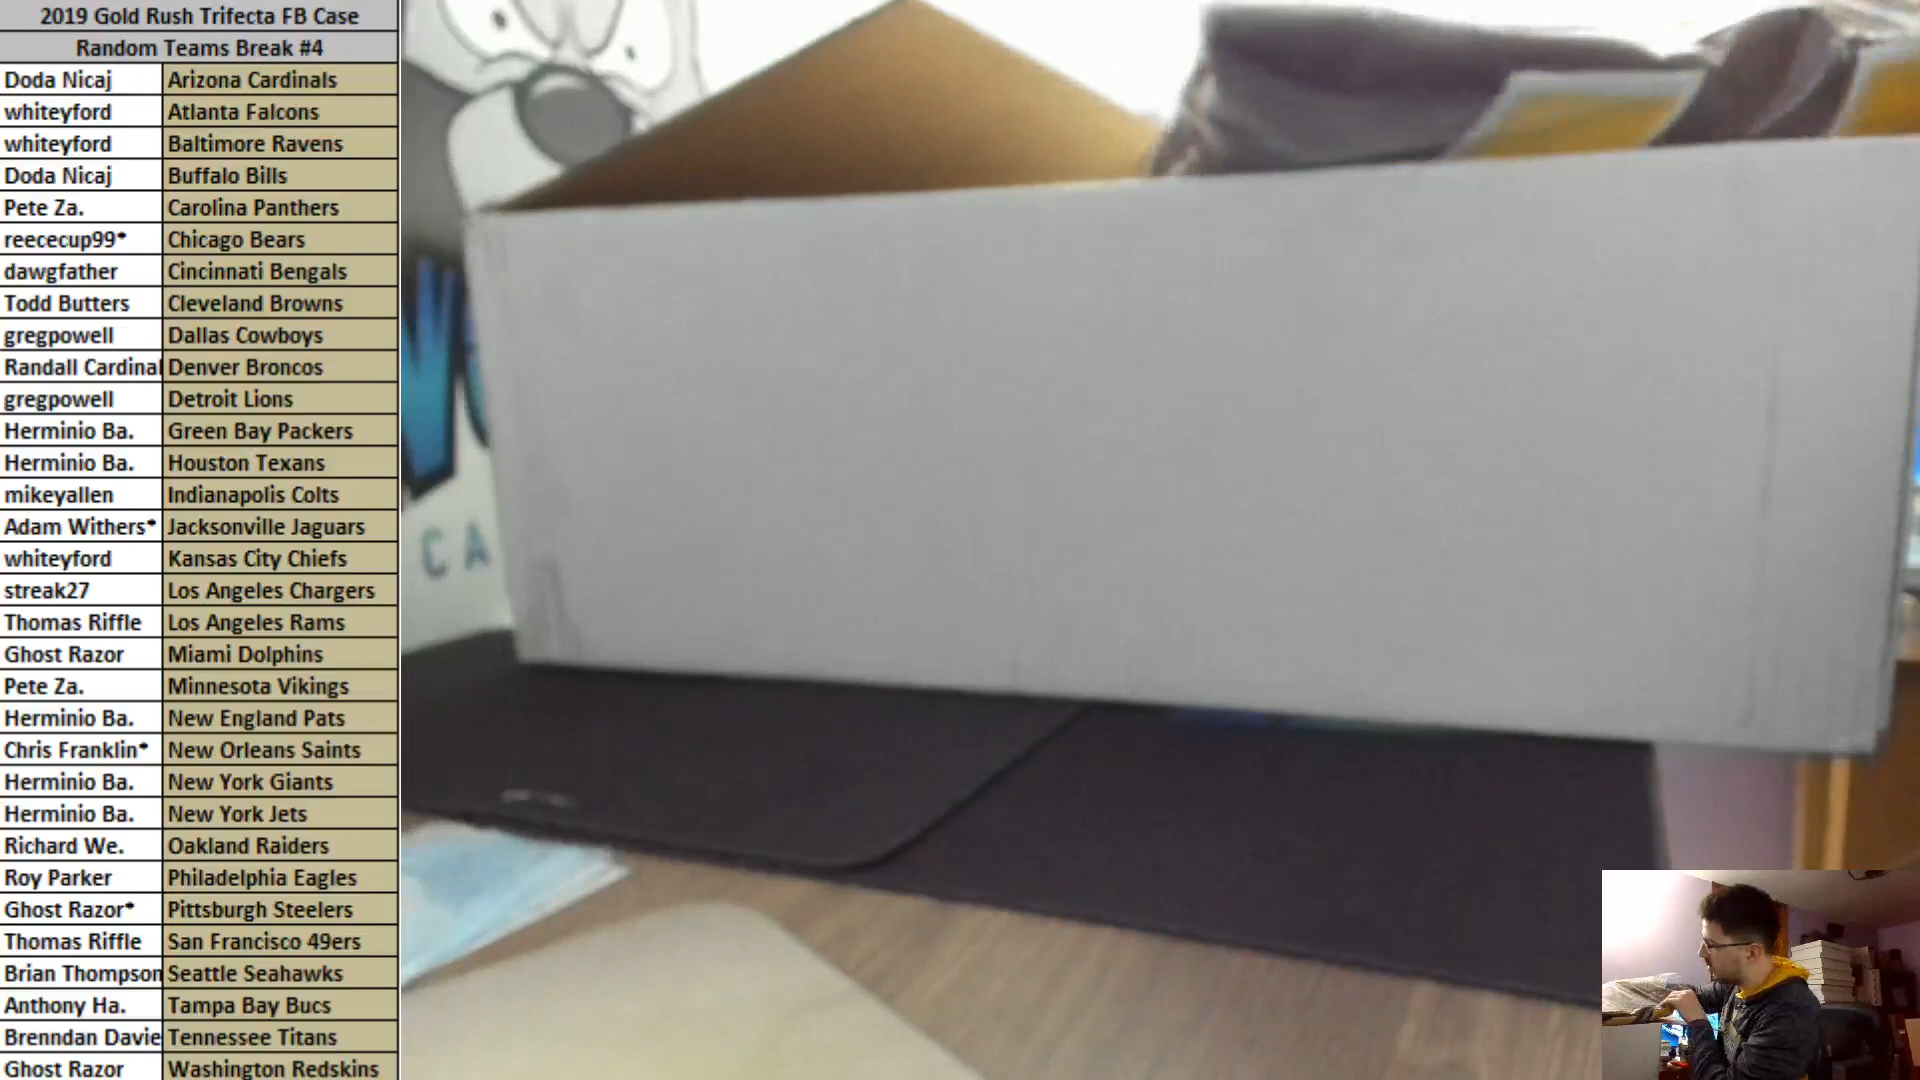 2019 Gold Rush Trifecta FB Case
Random Teams Break #4
Doda Nicaj Arizona Cardinals
whiteyford Atlanta Falcons
whiteyford Baltimore Ravens
Doda Nicaj Buffalo Bills
Pete Za. Carolina Panthers
reececup99* Chicago Bears
dawgfather Cincinnati Bengals
Todd Butters Cleveland Browns
gregpowell Dallas Cowboys
Randall Cardinal Denver Broncos
gregpowell Detroit Lions
Herminio Ba. Green Bay Packers
Herminio Ba. Houston Texans
mikeyallen Indianapolis Colts
Adam Withers* Jacksonville Jaguars
whiteyford Kansas City Chiefs
streak27 Los Angeles Chargers
Thomas Riffle Los Angeles Rams
Ghost Razor Miami Dolphins
Pete Za. Minnesota Vikings
Herminio Ba. New England Pats
Chris Franklin* New Orleans Saints
Herminio Ba. New York Giants
Herminio Ba. New York Jets
Richard We. Oakland Raiders
Roy Parker Philadelphia Eagles
Ghost Razor* Pittsburgh Steelers
Thomas Riffle San Francisco 49ers
Brian Thompson Seattle Seahawks
Anthony Ha. Tampa Bay Bucs
Brenndan Davie Tennessee Titans
Ghost Razor Washington Redskins
CA